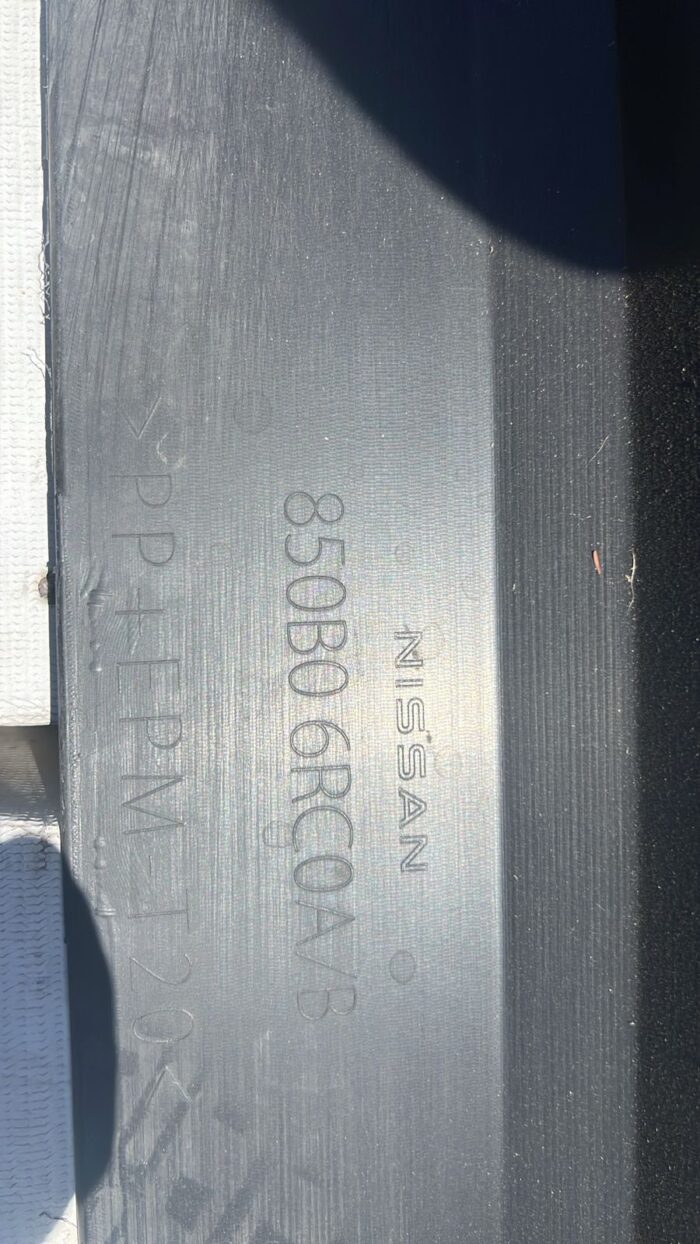 NISSAN
850B0 6RC0A/B
>PP+EPM-T20<